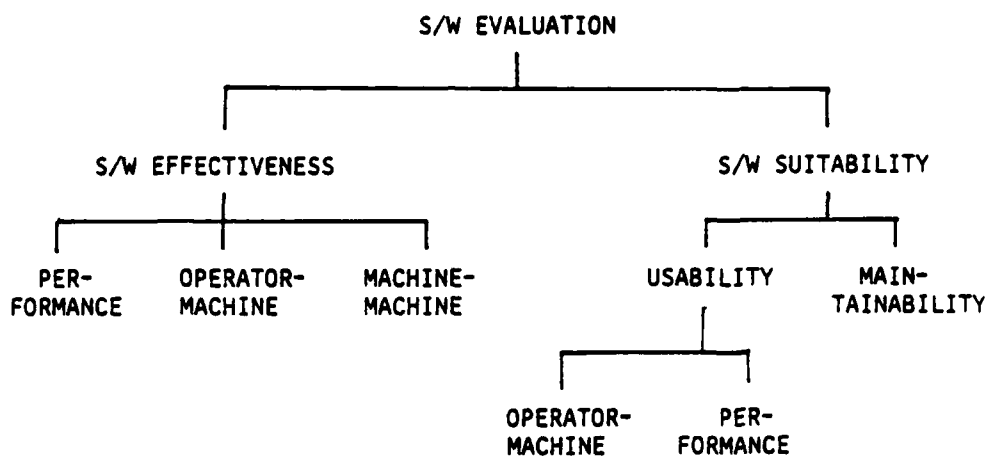 S/W EVALUATION
S/W EFFECTIVENESS
S/W SUITABILITY
PER-
FORMANCE
OPERATOR-
MACHINE
MACHINE-
MACHINE
USABILITY
MAIN-
TAINABILITY
OPERATOR-
MACHINE
PER-
FORMANCE